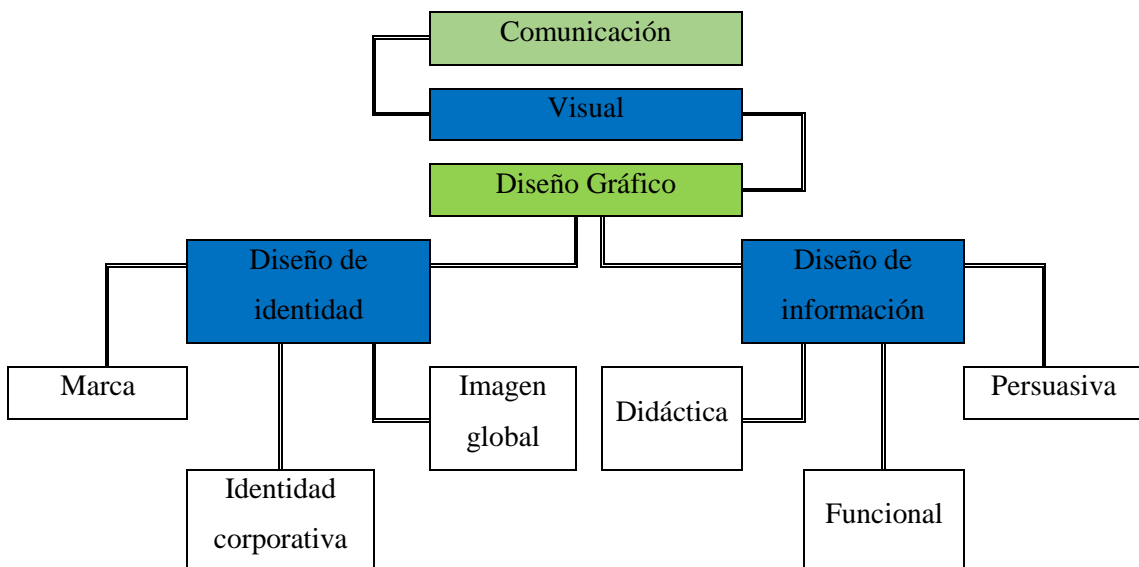 Comunicación
Visual
Diseño Gráfico
Diseño de
identidad
Diseño de
información
Marca
Imagen
global
Didáctica
Persuasiva
Identidad
corporativa
Funcional